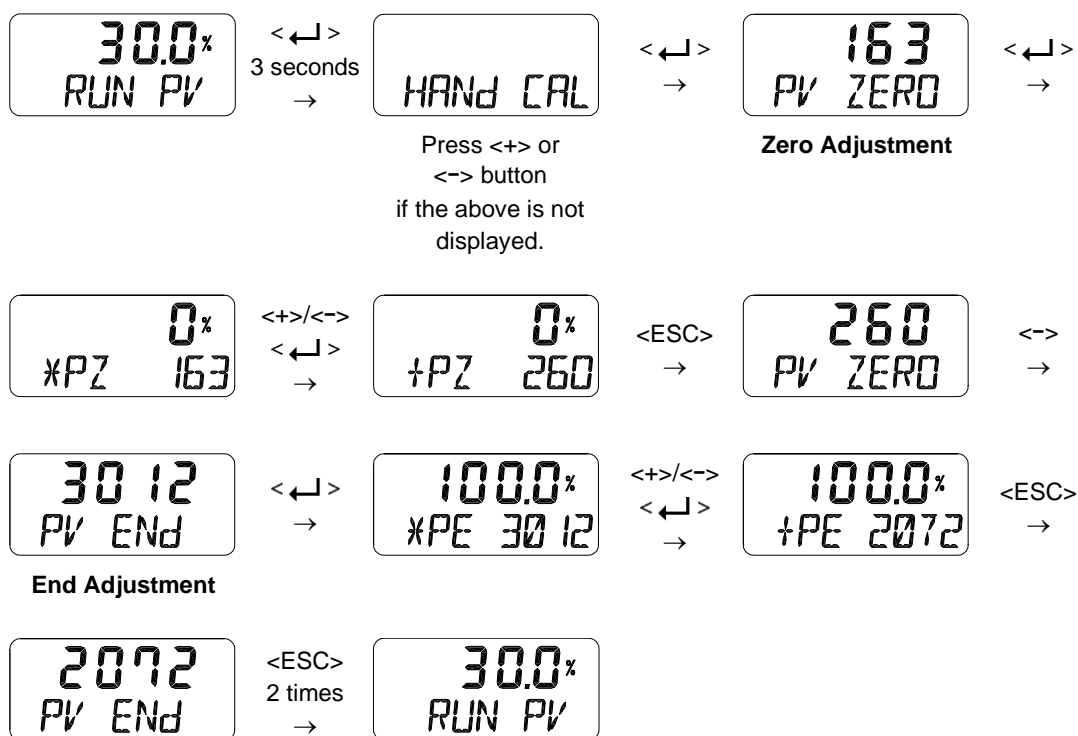 30.0%
RUN PV
< ↵ >
3 seconds
→
HANd CAL
< ↵ >
→
163
PV ZERO
< ↵ >
→
Press <+> or
<−> button
if the above is not
displayed.
Zero Adjustment
0%
*PZ 163
<+>/<−>
< ↵ >
→
0%
+PZ 260
<ESC>
→
260
PV ZERO
<−>
→
3012
PV ENd
< ↵ >
→
100.0%
*PE 3012
<+>/<−>
< ↵ >
→
100.0%
+PE 2072
<ESC>
→
End Adjustment
2072
PV ENd
<ESC>
2 times
→
30.0%
RUN PV